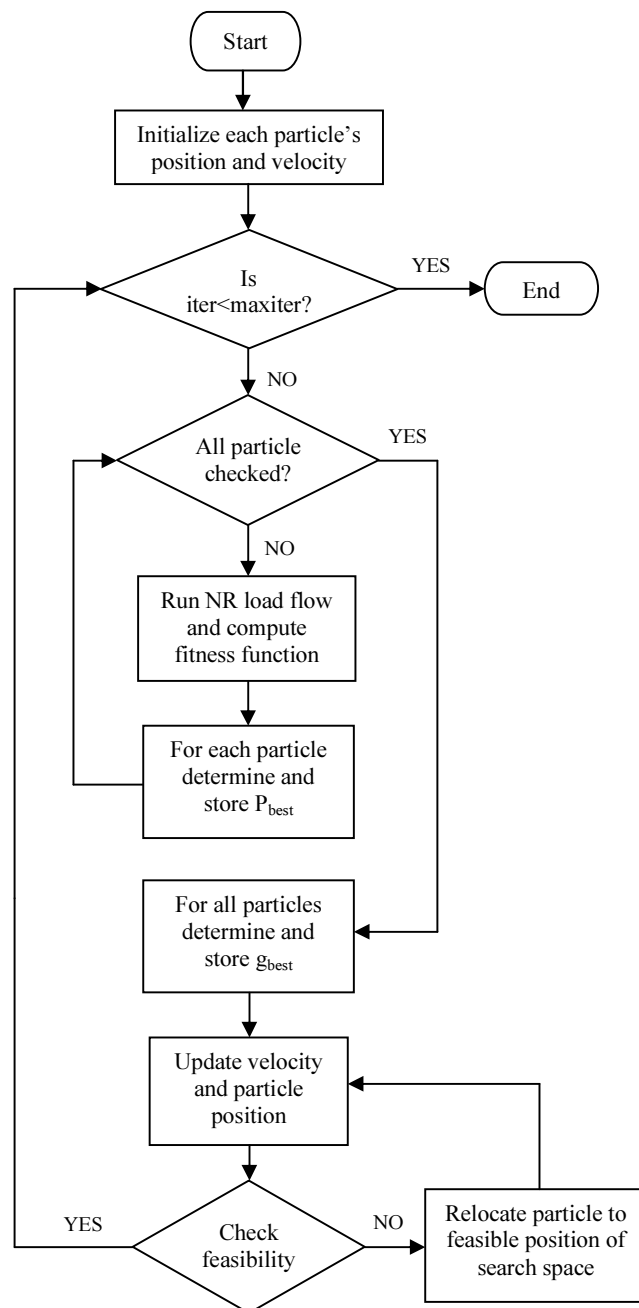 Start
Initialize each particle’s
position and velocity
Is
iter<maxiter?
YES
End
NO
All particle
checked?
YES
NO
Run NR load flow
and compute
fitness function
For each particle
determine and
store Pbest
For all particles
determine and
store gbest
Update velocity
and particle
position
YES
Check
feasibility
NO
Relocate particle to
feasible position of
search space